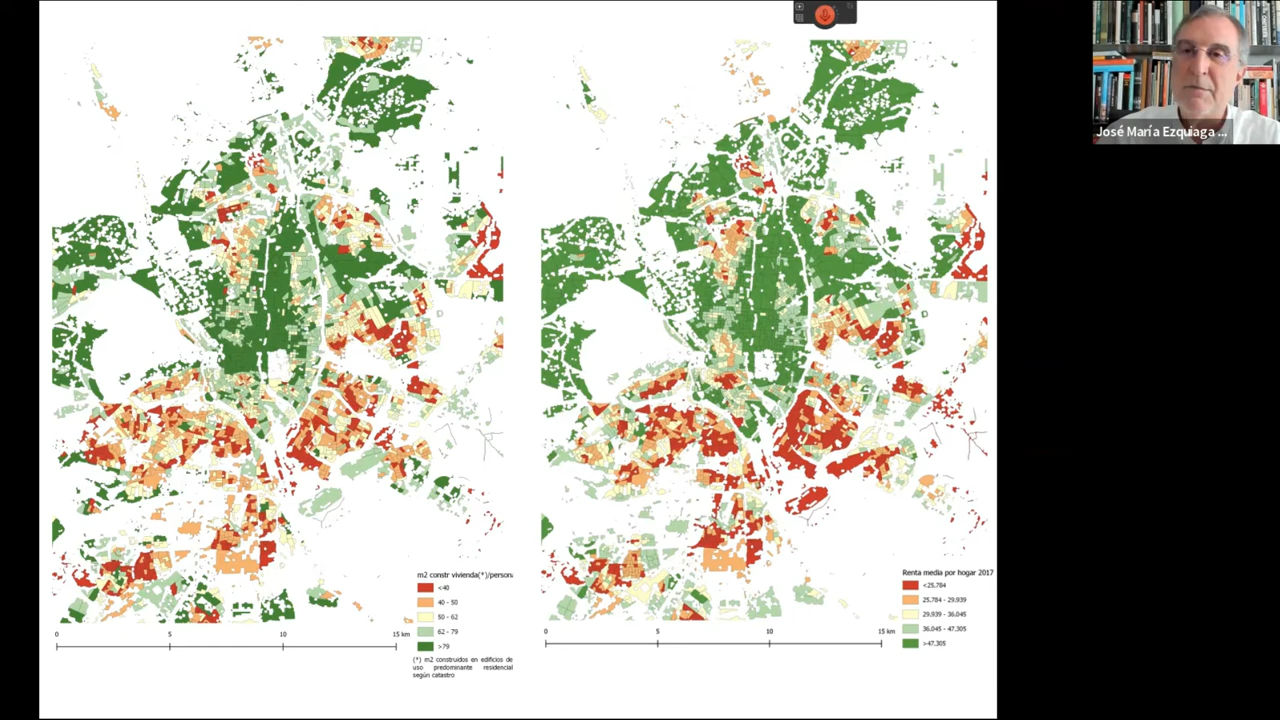 José María Ezquiaga ...
m2 constr vivienda(*)/person
<40
40 - 50
50 - 62
62 - 79
>79
0 5 10 15 km
(*) m2 construidos en edificios de
uso predominante residencial
según catastro
Renta media por hogar 2017
<25.784
25.784 - 29.939
29.939 - 36.045
36.045 - 47.305
>47.305
0 5 10 15 km